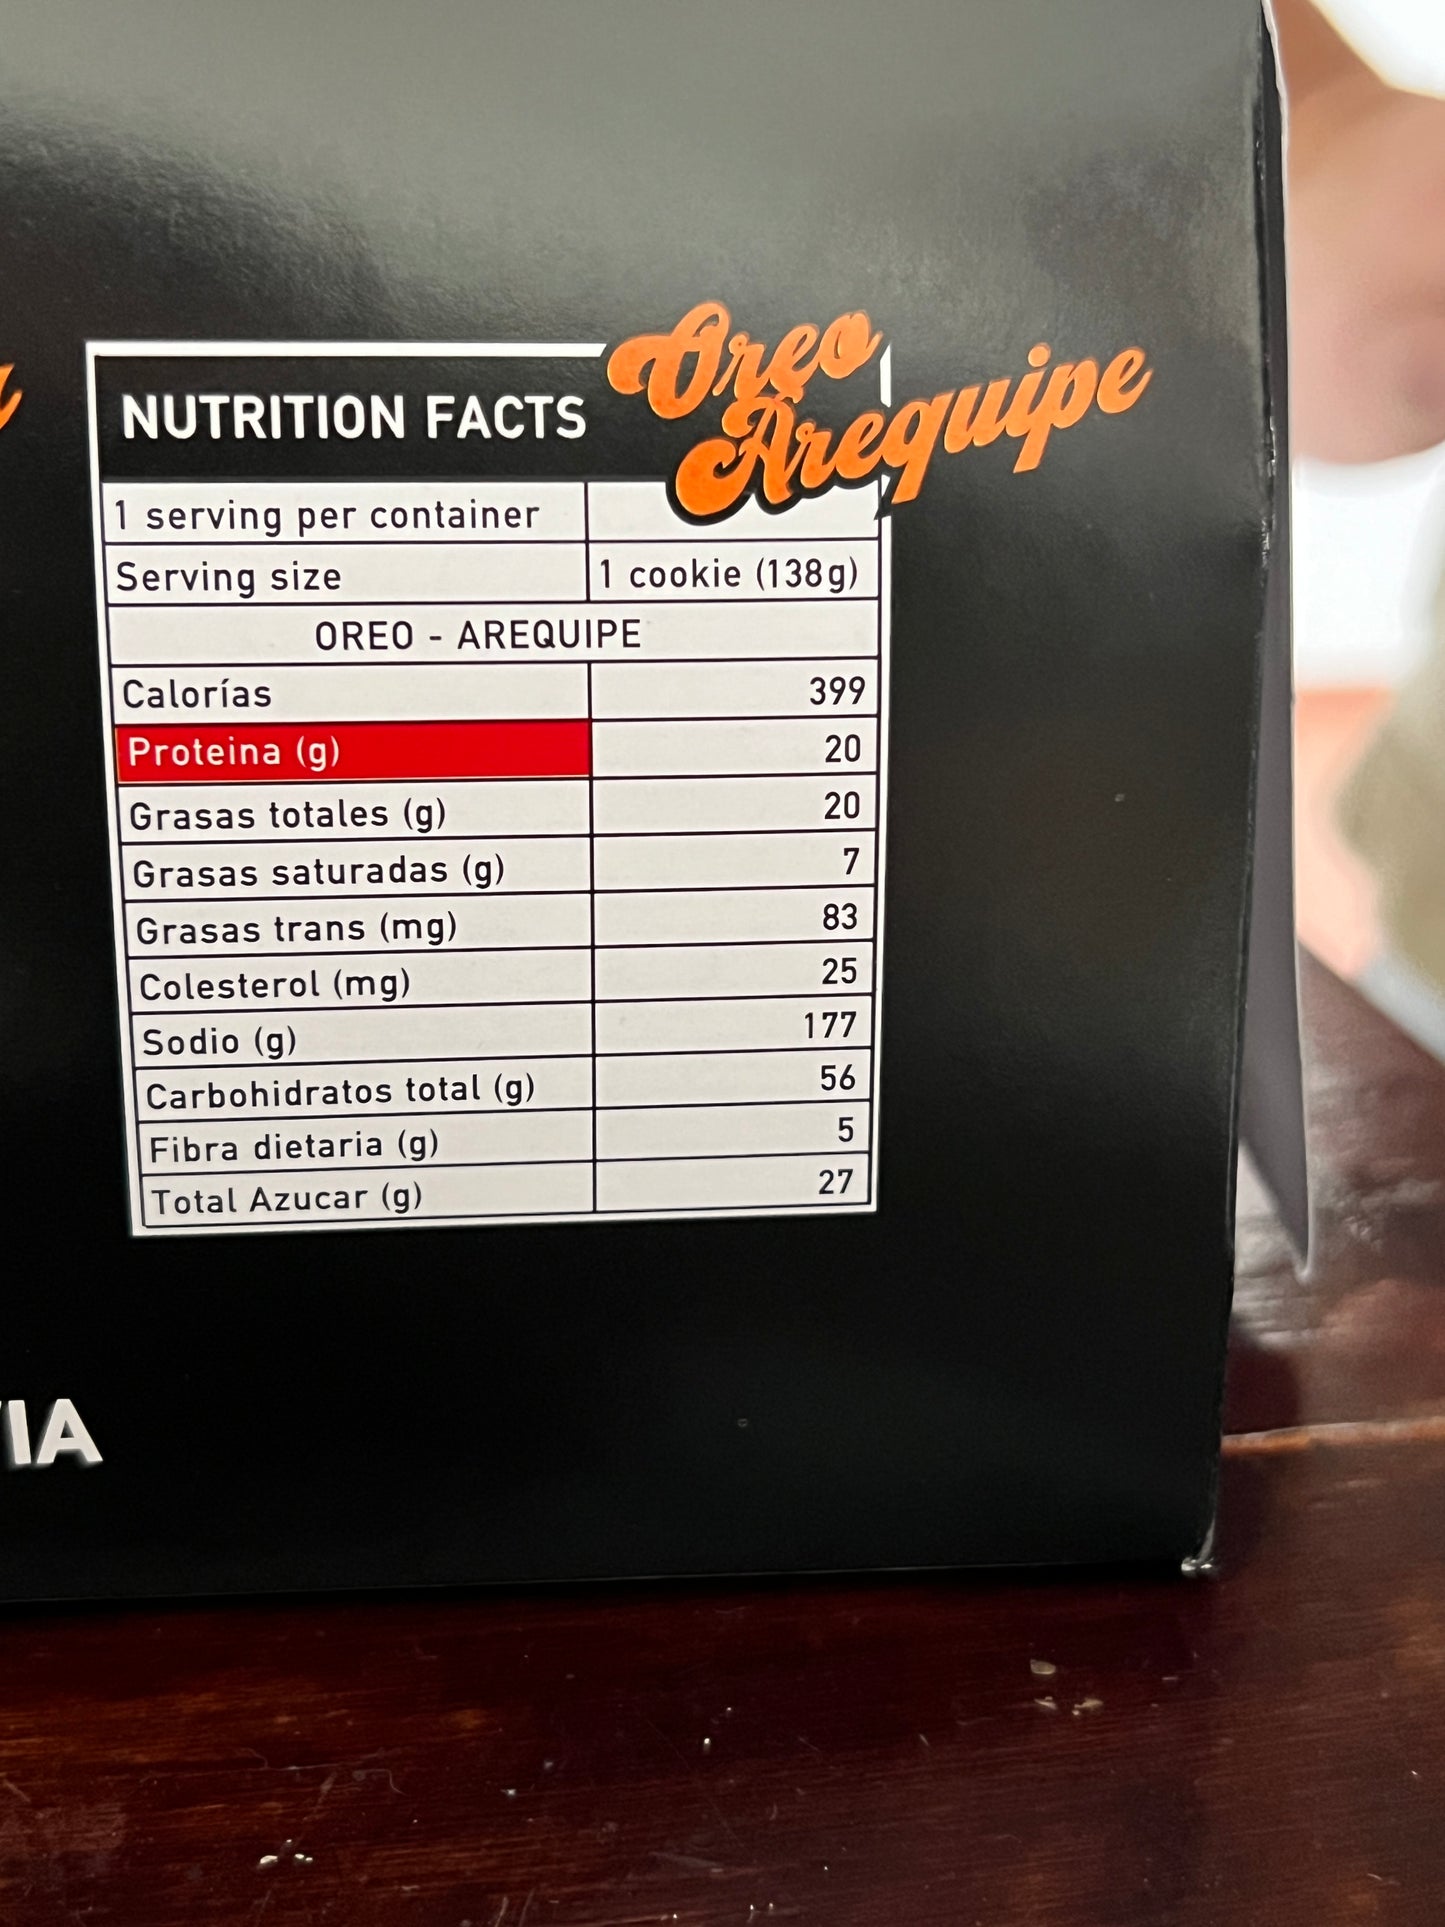 Oreo
Arequipe
NUTRITION FACTS
1 serving per container
Serving size 1 cookie (138g)
OREO - AREQUIPE
Calorías 399
Proteina (g) 20
Grasas totales (g) 20
Grasas saturadas (g) 7
Grasas trans (mg) 83
Colesterol (mg) 25
Sodio (g) 177
Carbohidratos total (g) 56
Fibra dietaria (g) 5
Total Azucar (g) 27